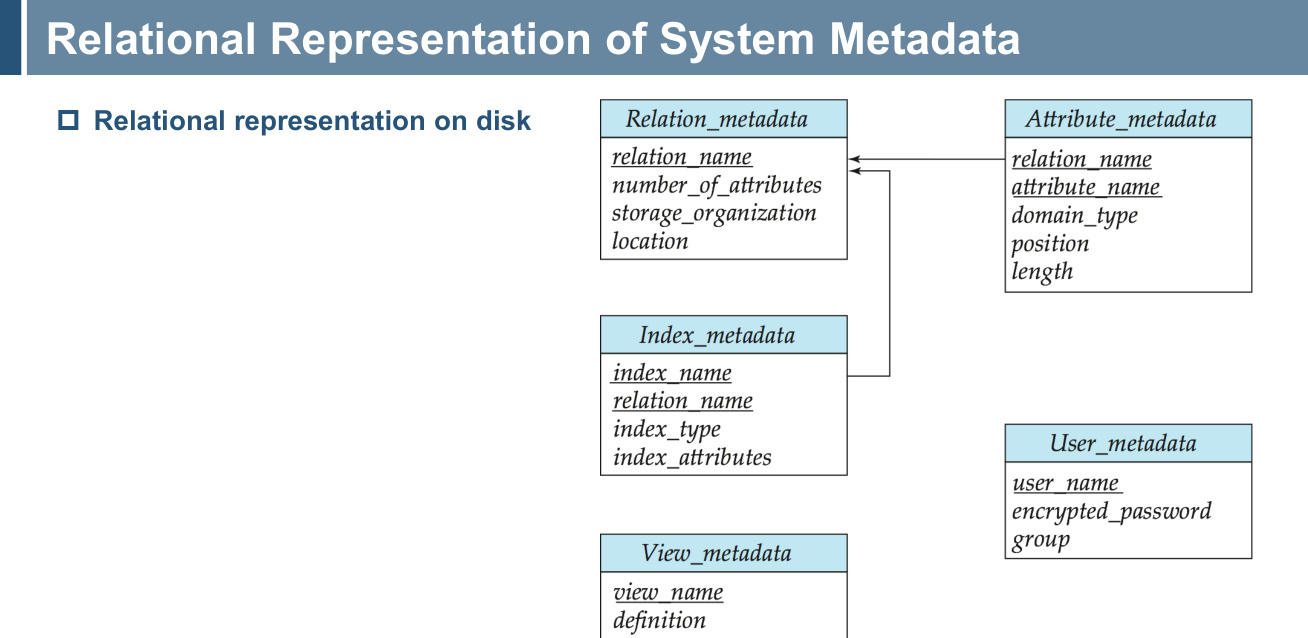 Relational Representation of System Metadata
Relational representation on disk
Relation_metadata
relation_name
number_of_attributes
storage_organization
location
Attribute_metadata
relation_name
attribute_name
domain_type
position
length
Index_metadata
index_name
relation_name
index_type
index_attributes
User_metadata
user_name
encrypted_password
group
View_metadata
view_name
definition